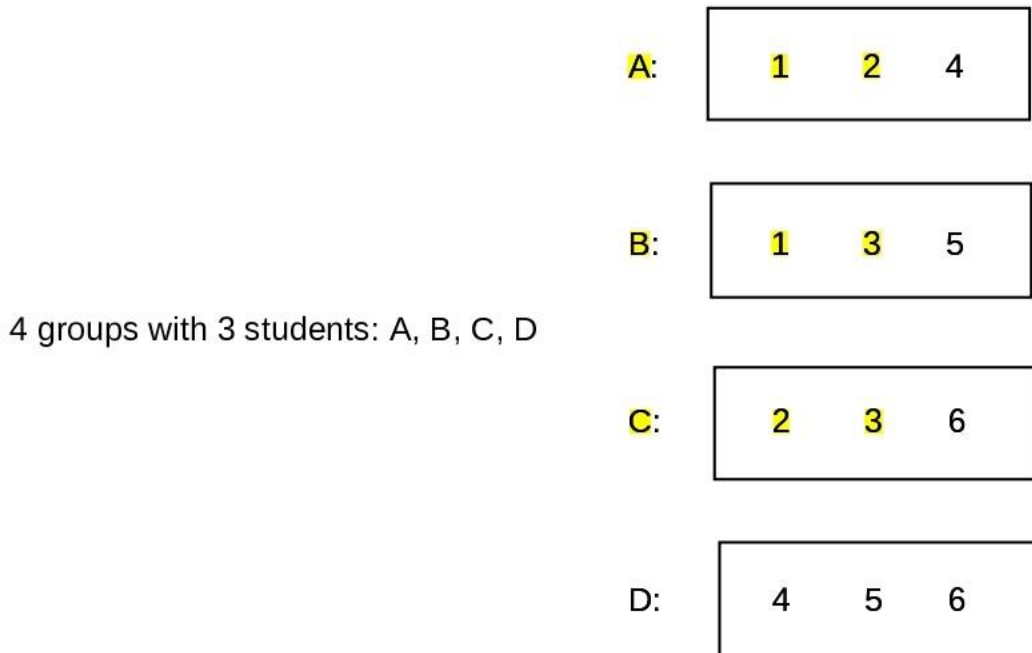 A: 1 2 4
B: 1 3 5
4 groups with 3 students: A, B, C, D
C: 2 3 6
D: 4 5 6